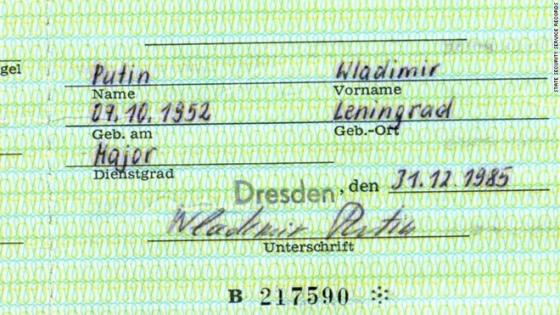 gel
Putin Wladimir
Name Vorname
07.10.1952 Leningrad
Geb. am Geb.-Ort
Major
Dienstgrad
Dresden, den 31.12.1985
Wladimir Putin
Unterschrift
B 217590
STATE SECURITY SERVICE RECORDS